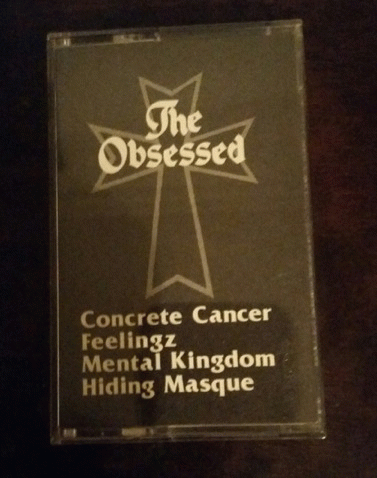 The
Obsessed
Concrete Cancer
Feelingz
Mental Kingdom
Hiding Masque